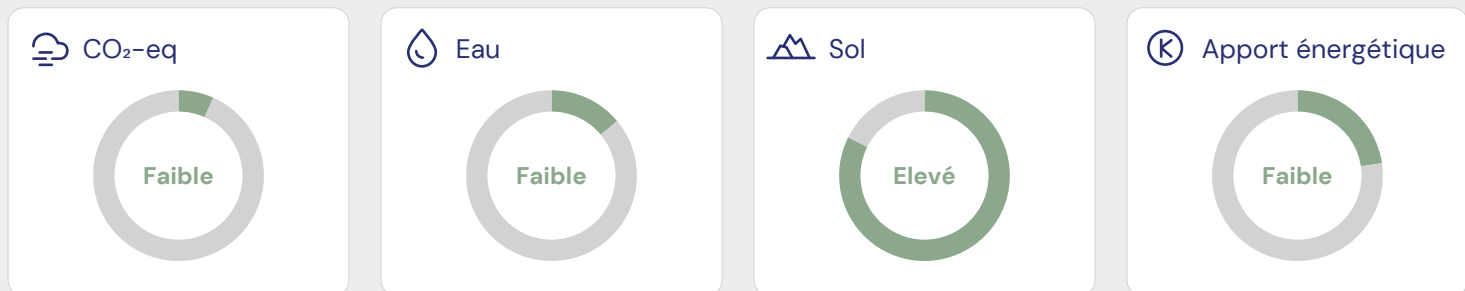 CO₂-eq
Faible
Eau
Faible
Sol
Elevé
Apport énergétique
Faible